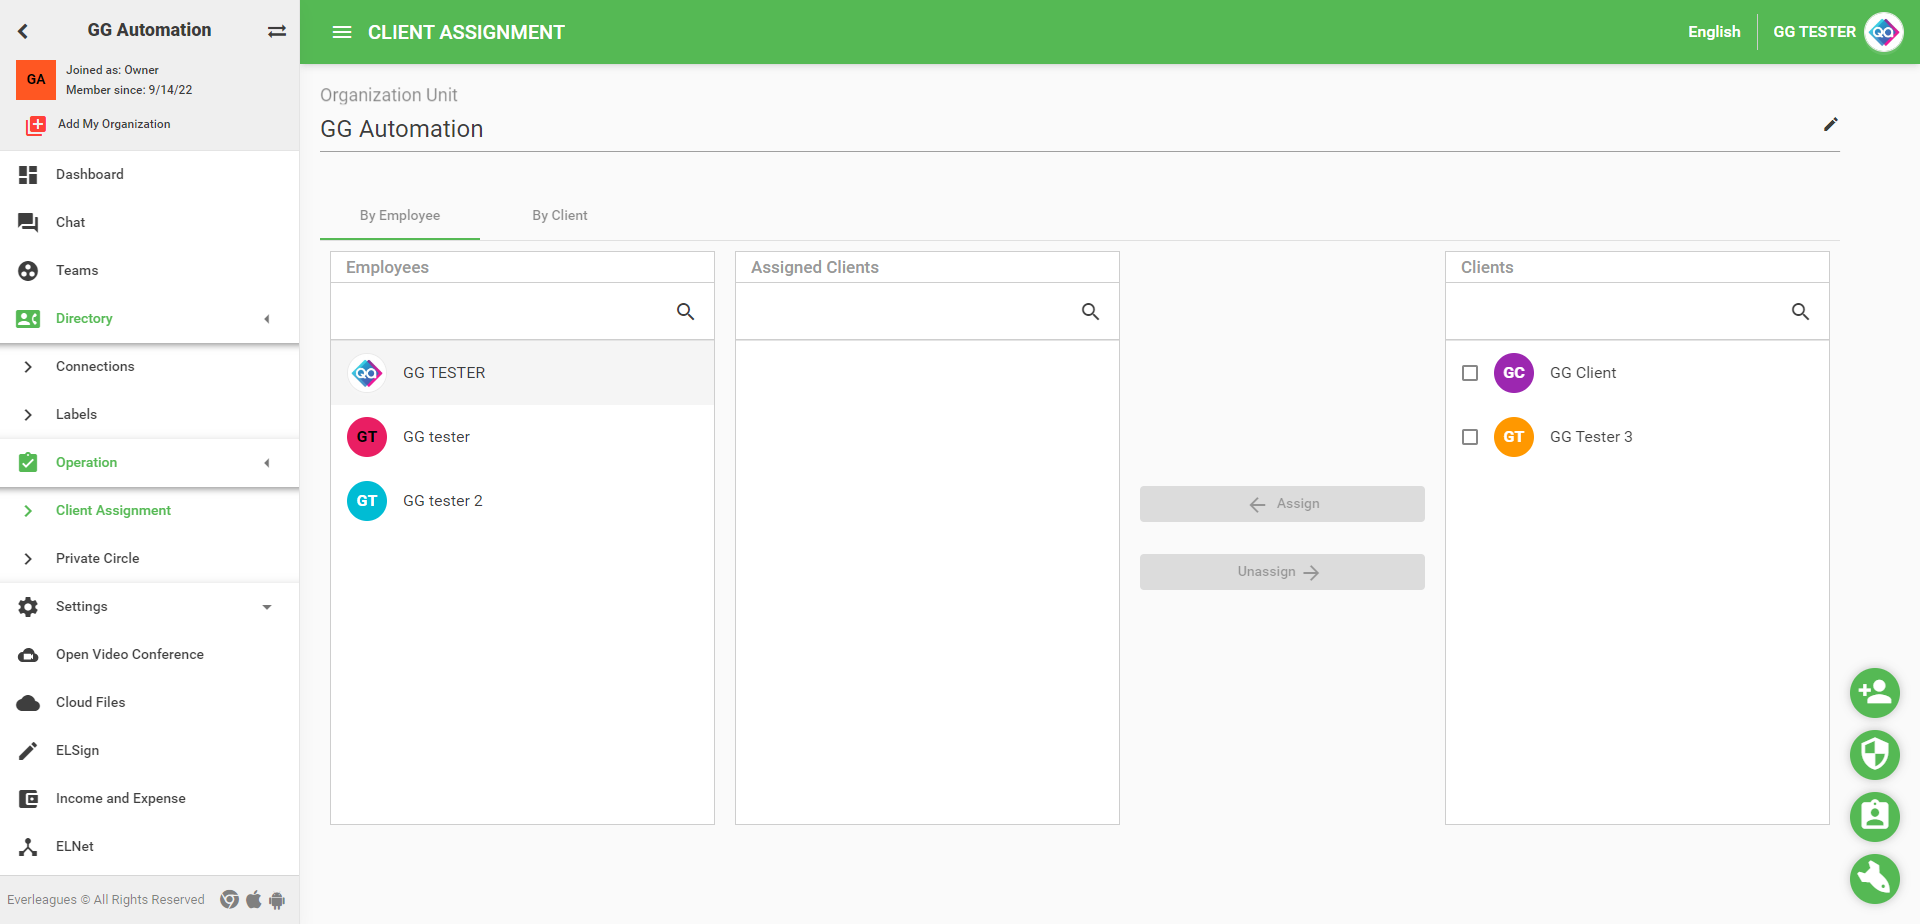 GG Automation
GA
Joined as: Owner
Member since: 9/14/22
Add My Organization
Dashboard
Chat
Teams
Directory
Connections
Labels
Operation
Client Assignment
Private Circle
Settings
Open Video Conference
Cloud Files
ELSign
Income and Expense
ELNet
Everleagues © All Rights Reserved
CLIENT ASSIGNMENT
English
GG TESTER
QA
Organization Unit
GG Automation
By Employee
By Client
Employees
QA
GG TESTER
GT
GG tester
GT
GG tester 2
Assigned Clients
Assign
Unassign
Clients
GC
GG Client
GT
GG Tester 3